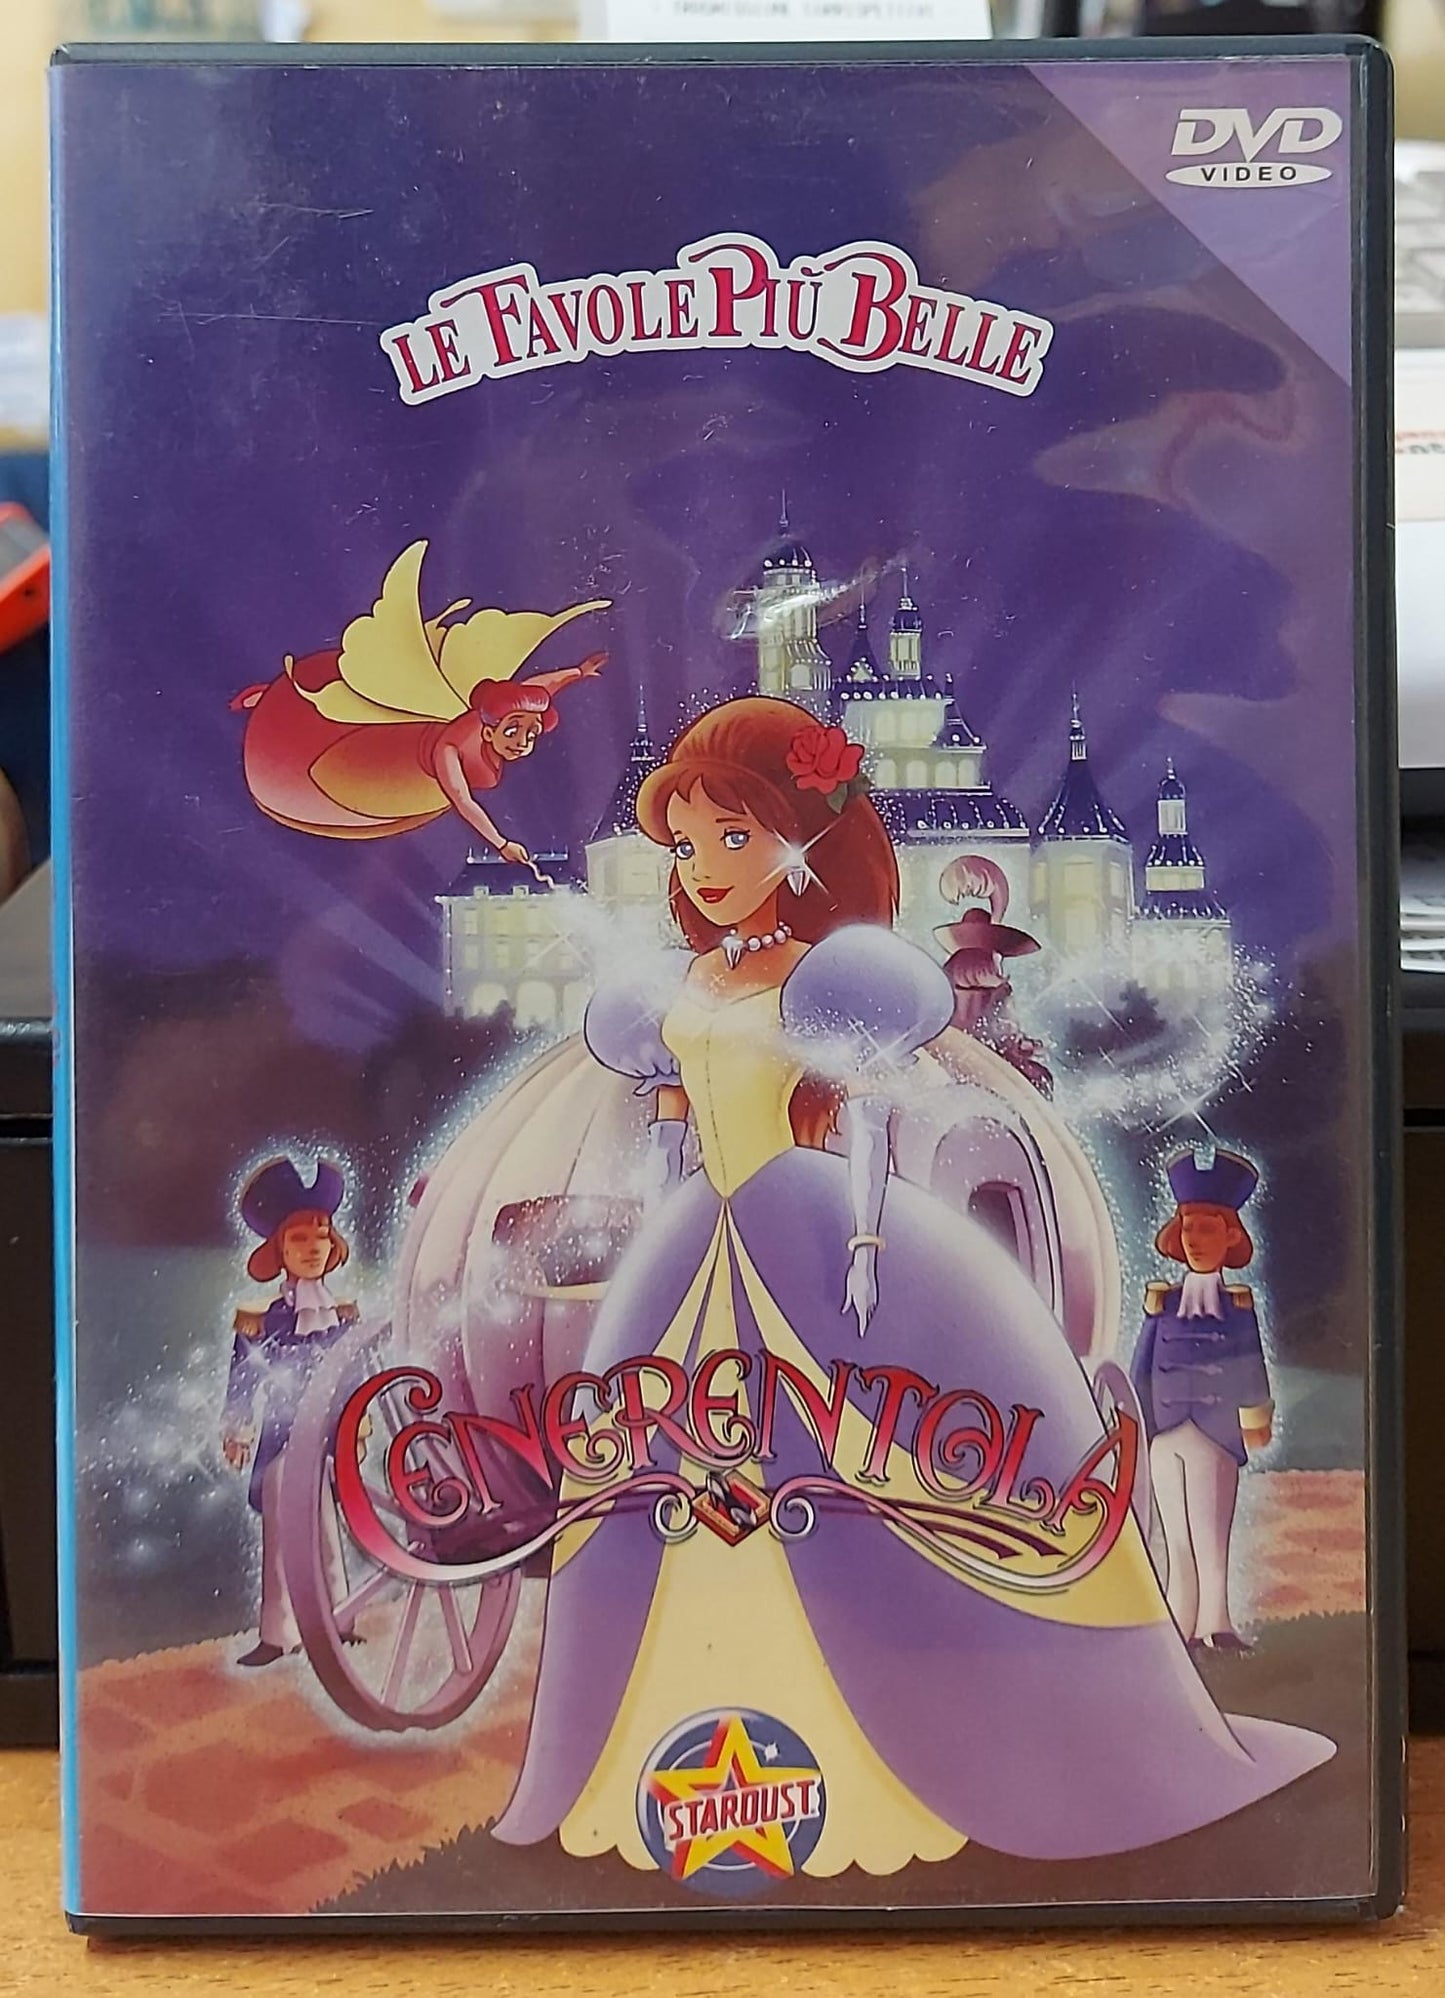 DVD
VIDEO
LE FAVOLE PIÙ BELLE
CENERENTOLA
STARDUST